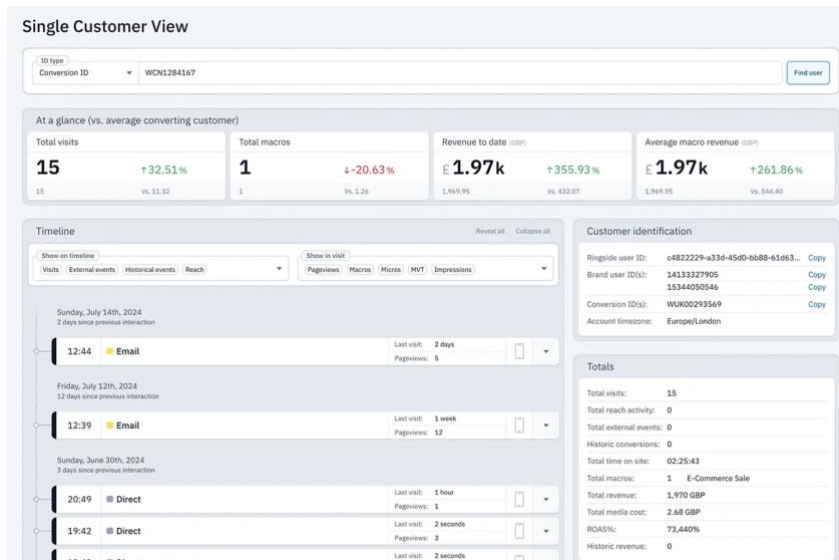 Single Customer View
ID type
Conversion ID WCN1284167 Find user
At a glance (vs. average converting customer)
Total visits
15 ↑32.51%
15 Vs. 11.32
Total macros
1 ↓-20.63%
1 Vs. 1.26
Revenue to date (GBP)
£1.97k ↑355.93%
1,969.95 Vs. 432.07
Average macro revenue (GBP)
£1.97k ↑261.86%
1,969.95 Vs. 544.40
Timeline Reveal all Collapse all
Show on timeline
Visits External events Historical events Reach
Show in visit
Pageviews Macros Micros MVT Impressions
Sunday, July 14th, 2024
2 days since previous interaction
12:44 Email
Last visit: 2 days
Pageviews: 5
Friday, July 12th, 2024
12 days since previous interaction
12:39 Email
Last visit: 1 week
Pageviews: 12
Sunday, June 30th, 2024
3 days since previous interaction
20:49 Direct
Last visit: 1 hour
Pageviews: 1
19:42 Direct
Last visit: 2 seconds
Pageviews: 3
Last visit: 2 seconds
Customer identification
Ringside user ID: c4822229-a33d-45d0-bb88-61d63... Copy
Brand user ID(s): 14133327905 Copy
15344050546 Copy
Conversion ID(s): WUK00293569 Copy
Account timezone: Europe/London
Totals
Total visits: 15
Total reach activity: 0
Total external events: 0
Historic conversions: 0
Total time on site: 02:25:43
Total macros: 1 E-Commerce Sale
Total revenue: 1,970 GBP
Total media cost: 2.68 GBP
ROAS%: 73,440%
Historic revenue: 0